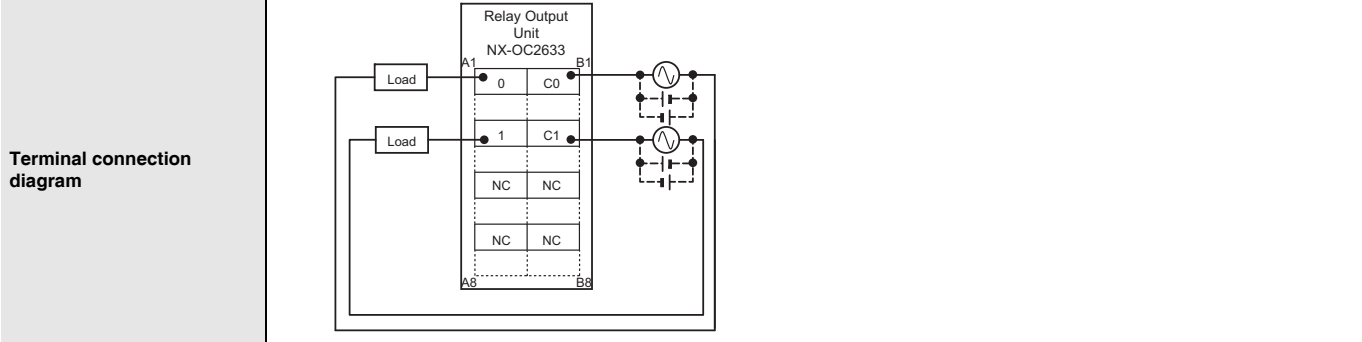 Terminal connection
diagram
Relay Output
Unit
NX-OC2633
A1 B1
Load 0 C0
Load 1 C1
NC NC
NC NC
A8 B8